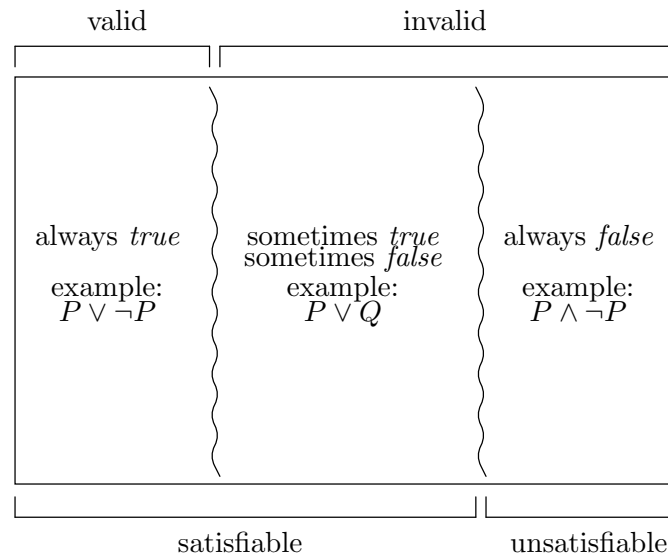 valid
invalid
always true
example:
P ∨ ¬P
sometimes true
sometimes false
example:
P ∨ Q
always false
example:
P ∧ ¬P
satisfiable
unsatisfiable